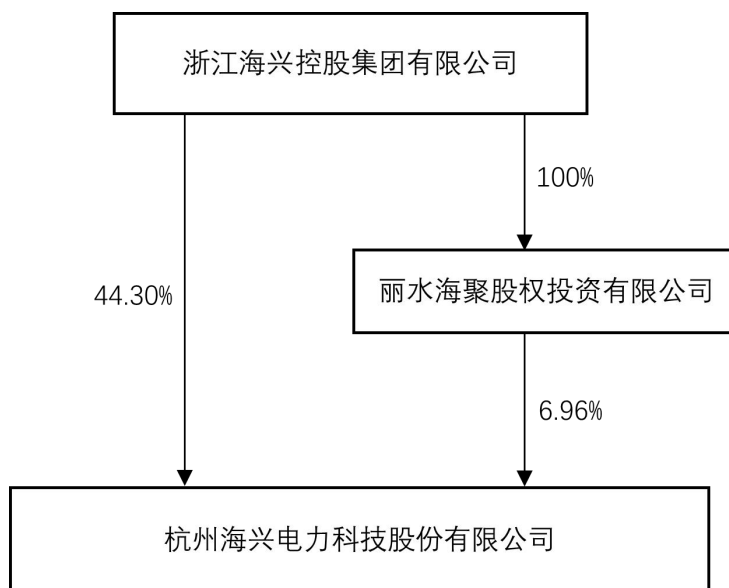 浙江海兴控股集团有限公司
100%
丽水海聚股权投资有限公司
44.30%
6.96%
杭州海兴电力科技股份有限公司